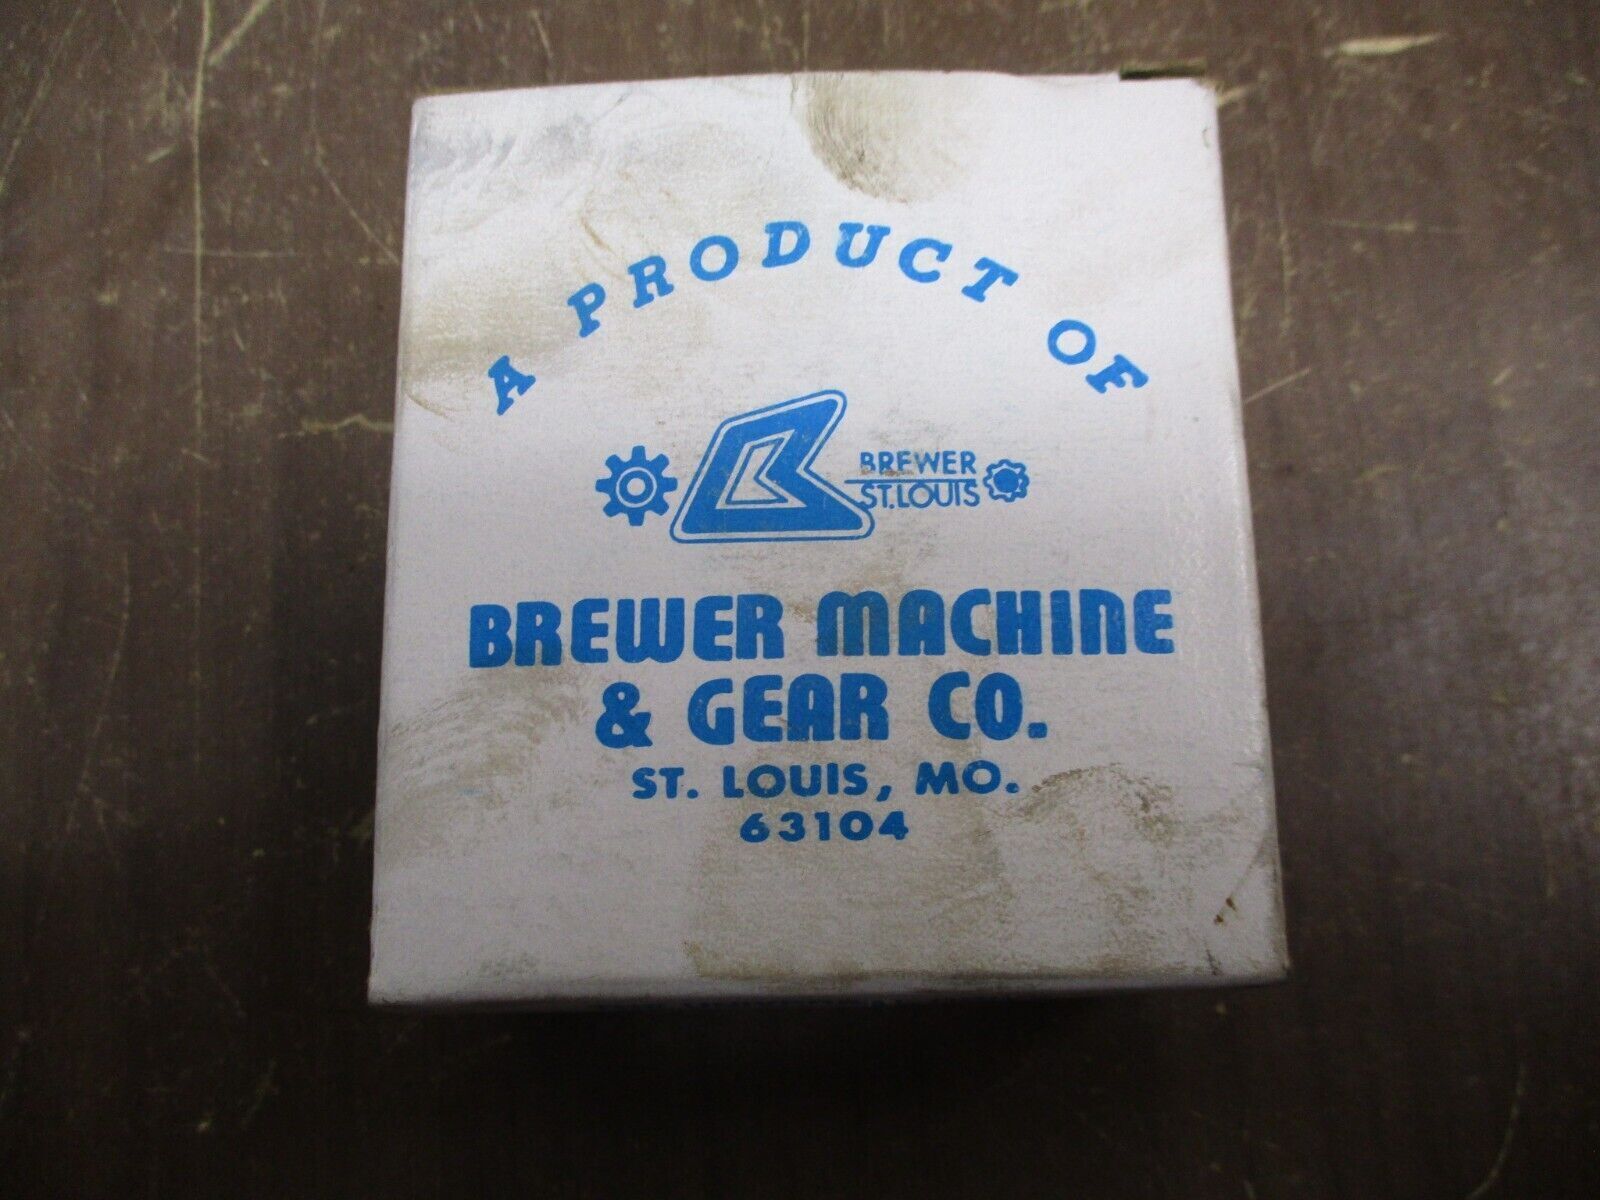 A PRODUCT OF
BREWER
ST.LOUIS
BREWER MACHINE
& GEAR CO.
ST. LOUIS, MO.
63104